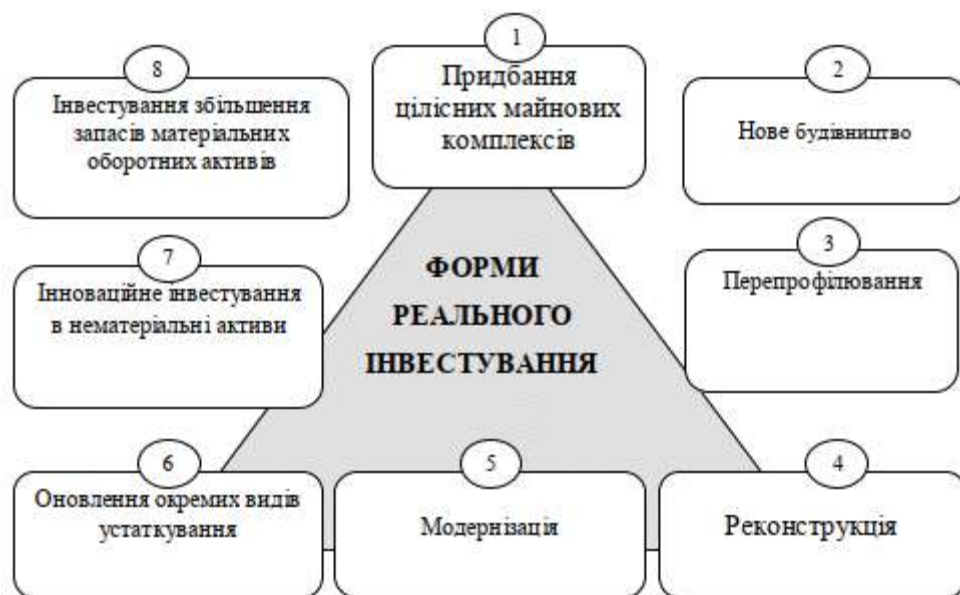 1
Придбання
цілісних майнових
комплексів
2
Нове будівництво
3
Перепрофілювання
4
Реконструкція
5
Модернізація
6
Оновлення окремих видів
устаткування
7
Інноваційне інвестування
в нематеріальні активи
8
Інвестування збільшення
запасів матеріальних
оборотних активів
ФОРМИ
РЕАЛЬНОГО
ІНВЕСТУВАННЯ